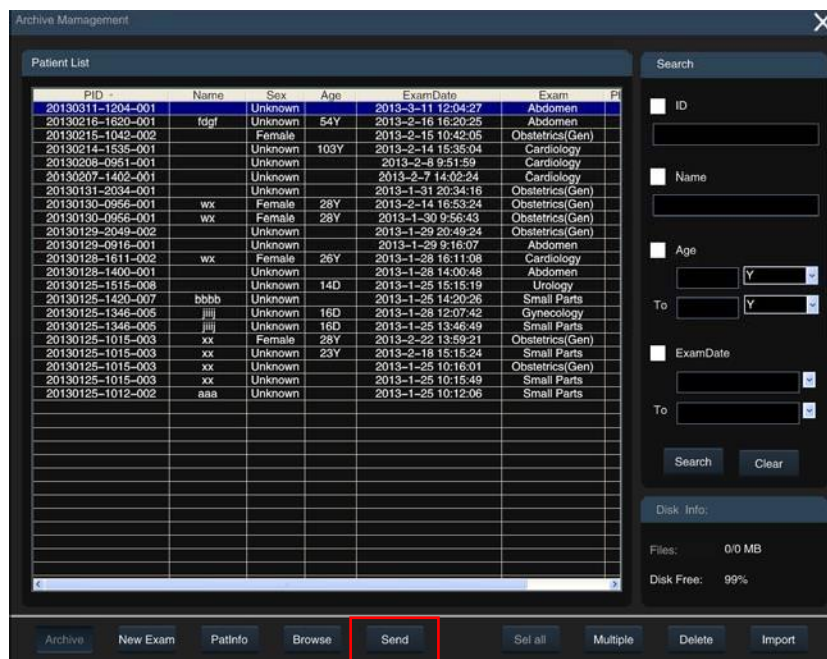 Archive Mamagement
X
Patient List
PID Name Sex Age ExamDate Exam
20130311-1204-001 Unknown 2013-3-11 12:04:27 Abdomen
20130216-1620-001 fdgf Unknown 54Y 2013-2-16 16:20:25 Abdomen
20130215-1042-002 Female 2013-2-15 10:42:05 Obstetrics(Gen)
20130214-1535-001 Unknown 103Y 2013-2-14 15:35:04 Cardiology
20130208-0951-001 Unknown 2013-2-8 9:51:59 Cardiology
20130207-1402-001 Unknown 2013-2-7 14:02:24 Cardiology
20130131-2034-001 Unknown 2013-1-31 20:34:16 Obstetrics(Gen)
20130130-0956-001 wx Female 28Y 2013-2-14 16:53:24 Obstetrics(Gen)
20130130-0956-001 wx Female 28Y 2013-1-30 9:56:43 Obstetrics(Gen)
20130129-2049-002 Unknown 2013-1-29 20:49:24 Obstetrics(Gen)
20130129-0916-001 Unknown 2013-1-29 9:16:07 Abdomen
20130128-1611-002 wx Female 26Y 2013-1-28 16:11:08 Cardiology
20130128-1400-001 Unknown 2013-1-28 14:00:48 Abdomen
20130125-1515-008 Unknown 14D 2013-1-25 15:15:19 Urology
20130125-1420-007 bbbb Unknown 2013-1-25 14:20:26 Small Parts
20130125-1346-005 jiiij Unknown 16D 2013-1-28 12:07:42 Gynecology
20130125-1346-005 jiiij Unknown 16D 2013-1-25 13:46:49 Small Parts
20130125-1015-003 xx Female 28Y 2013-2-22 13:59:21 Obstetrics(Gen)
20130125-1015-003 xx Unknown 23Y 2013-2-18 15:15:24 Small Parts
20130125-1015-003 xx Unknown 2013-1-25 10:16:01 Obstetrics(Gen)
20130125-1015-003 xx Unknown 2013-1-25 10:15:49 Small Parts
20130125-1012-002 aaa Unknown 2013-1-25 10:12:06 Small Parts
Search
ID
Name
Age
Y
To Y
ExamDate
To
Search Clear
Disk Info:
Files: 0/0 MB
Disk Free: 99%
Archive New Exam PatInfo Browse Send Sel all Multiple Delete Import